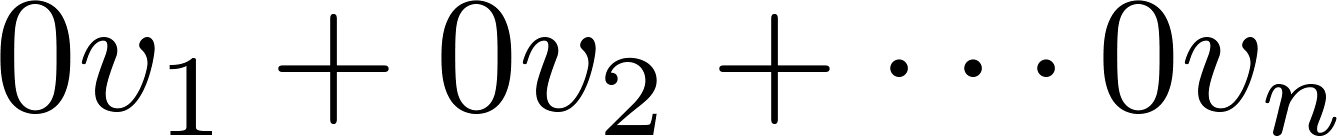 0v₁ + 0v₂ + ··· 0vₙ